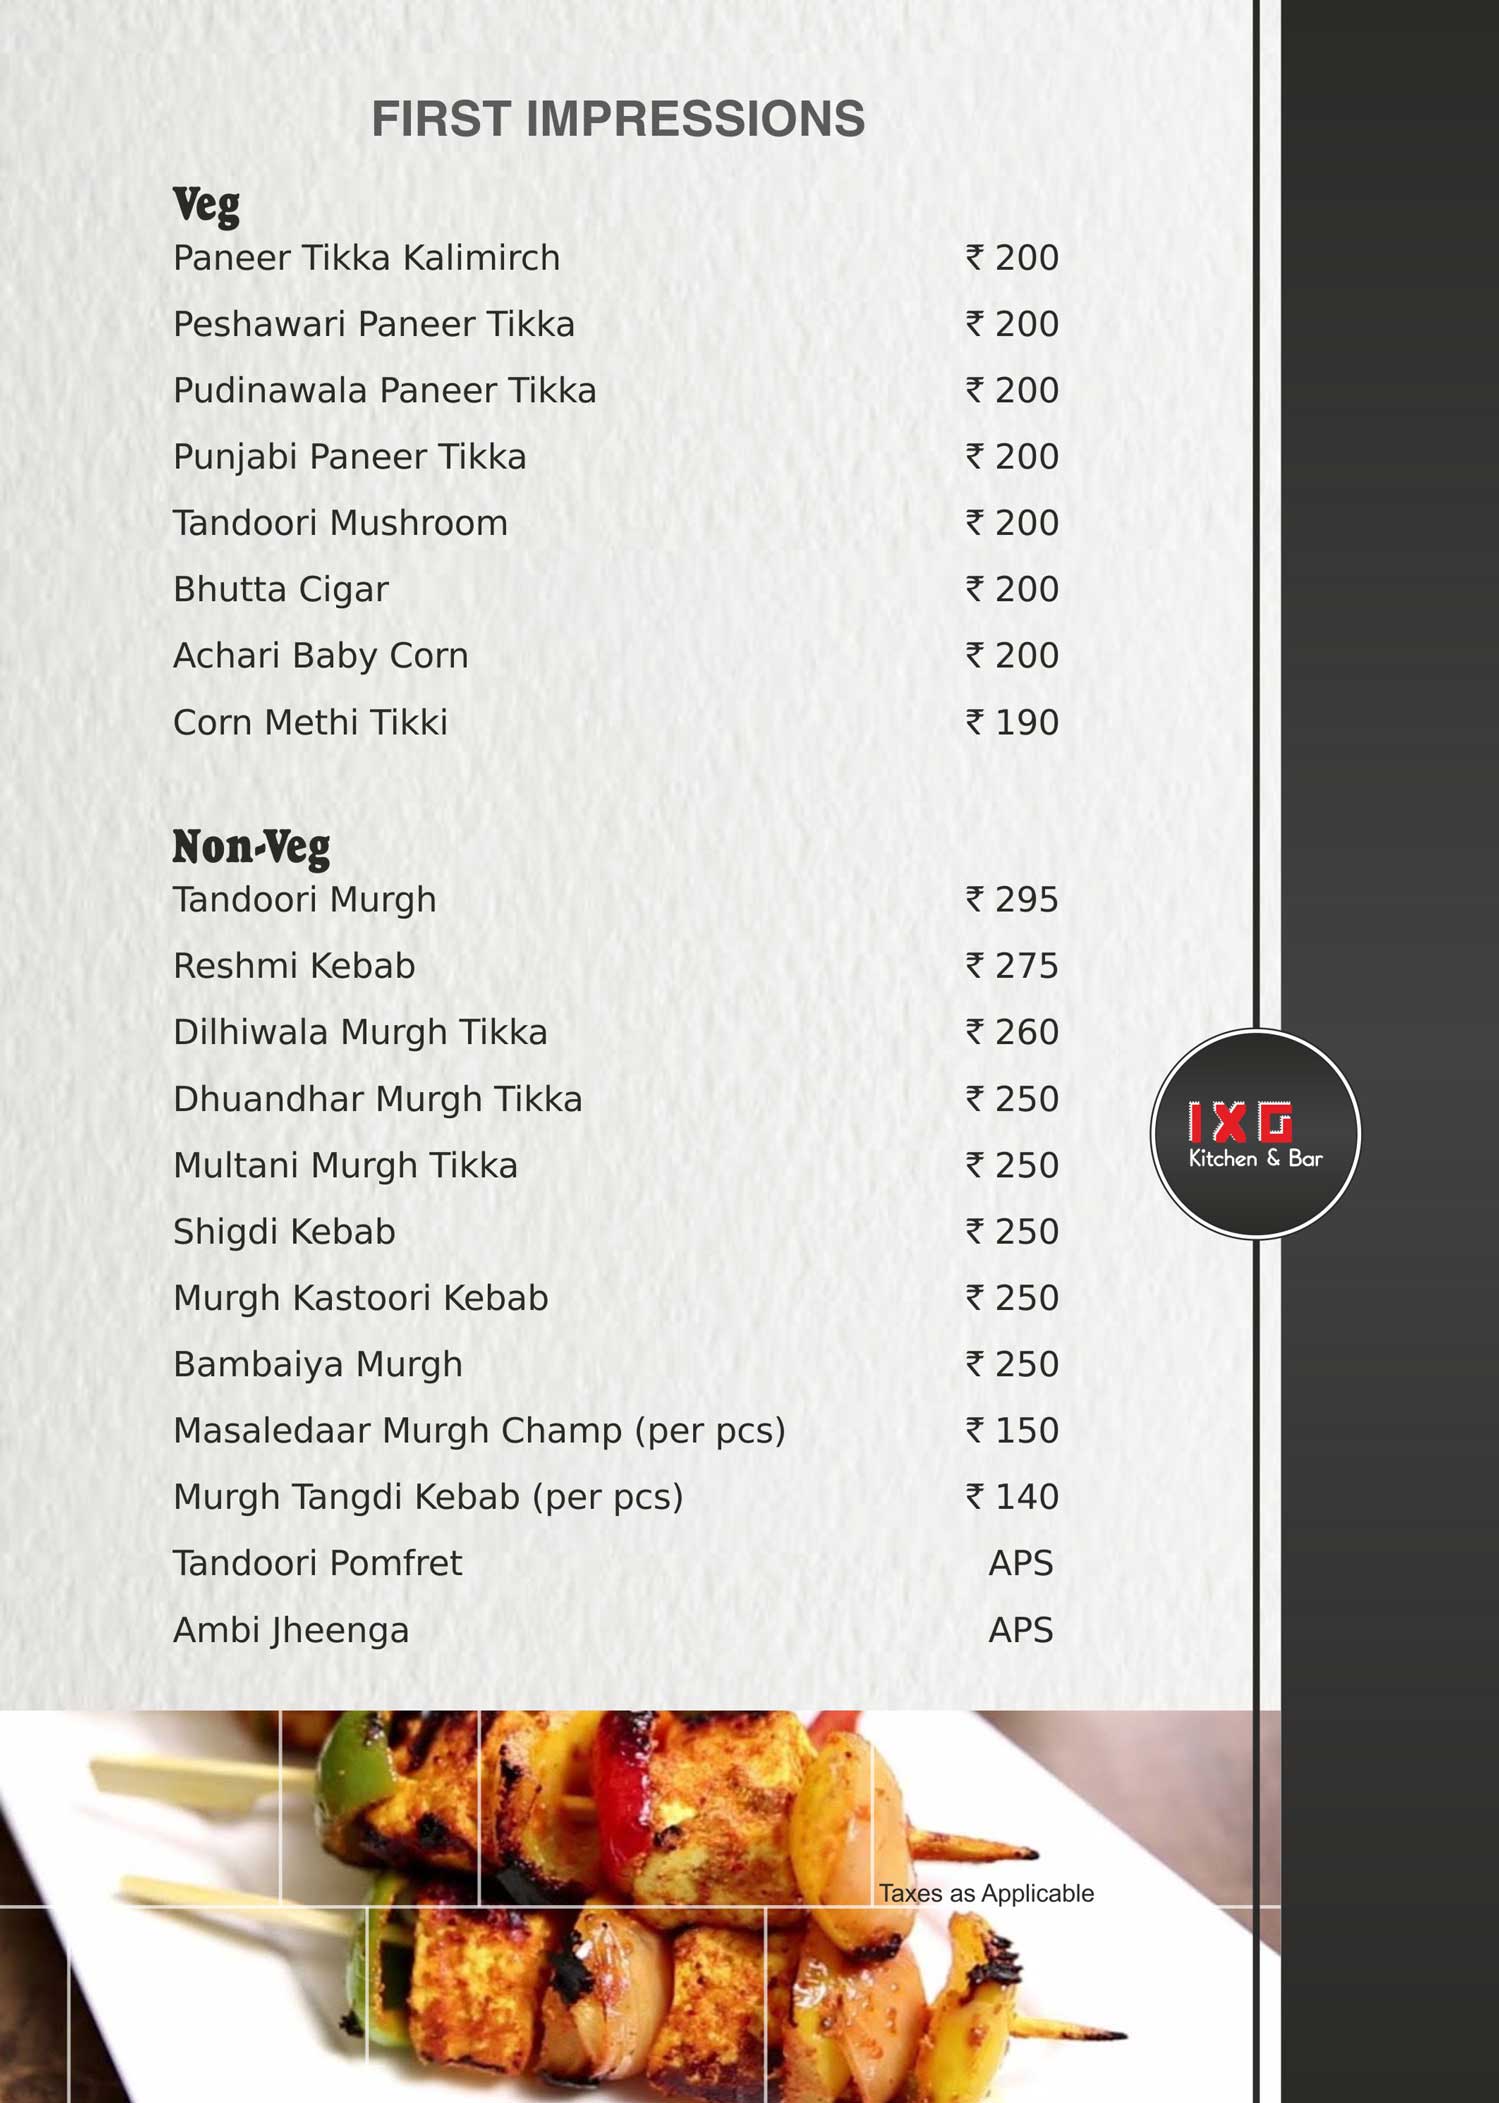 FIRST IMPRESSIONS
Veg
Paneer Tikka Kalimirch ₹ 200
Peshawari Paneer Tikka ₹ 200
Pudinawala Paneer Tikka ₹ 200
Punjabi Paneer Tikka ₹ 200
Tandoori Mushroom ₹ 200
Bhutta Cigar ₹ 200
Achari Baby Corn ₹ 200
Corn Methi Tikki ₹ 190
Non-Veg
Tandoori Murgh ₹ 295
Reshmi Kebab ₹ 275
Dilhiwala Murgh Tikka ₹ 260
Dhuandhar Murgh Tikka ₹ 250
Multani Murgh Tikka ₹ 250
Shigdi Kebab ₹ 250
Murgh Kastoori Kebab ₹ 250
Bambaiya Murgh ₹ 250
Masaledaar Murgh Champ (per pcs) ₹ 150
Murgh Tangdi Kebab (per pcs) ₹ 140
Tandoori Pomfret APS
Ambi Jheenga APS
IXG
Kitchen & Bar
Taxes as Applicable